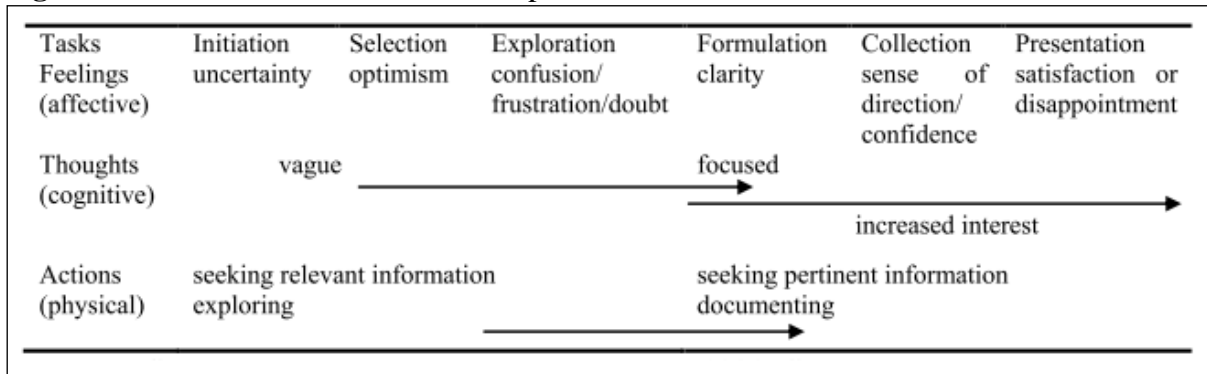 Tasks Initiation Selection Exploration Formulation Collection Presentation
Feelings uncertainty optimism confusion/ clarity sense of satisfaction or
(affective) frustration/doubt direction/ disappointment
confidence
Thoughts vague focused
(cognitive)
increased interest
Actions seeking relevant information seeking pertinent information
(physical) exploring documenting